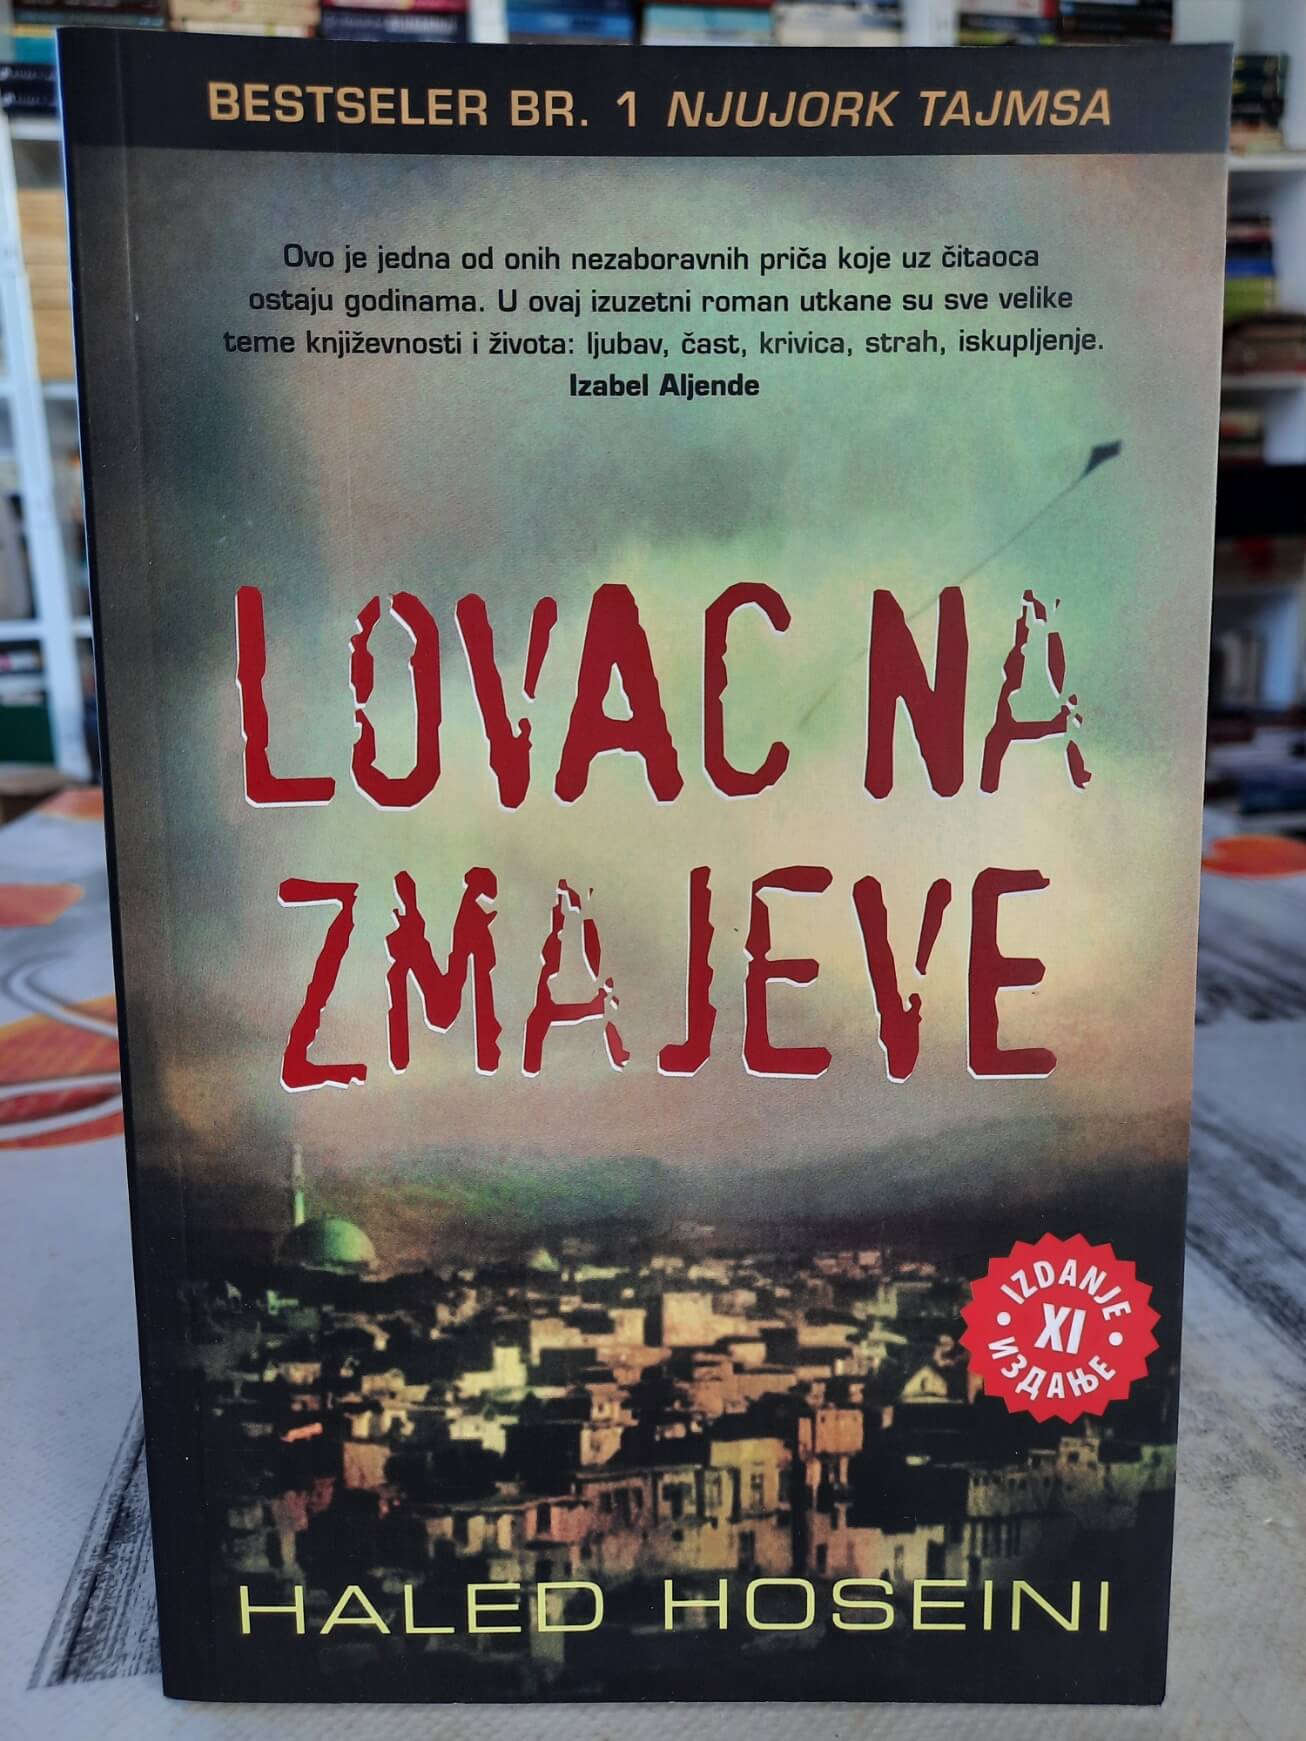 BESTSELER BR. 1 NJUJORK TAJMSA
Ovo je jedna od onih nezaboravnih priča koje uz čitaoca
ostaju godinama. U ovaj izuzetni roman utkane su sve velike
teme književnosti i života: ljubav, čast, krivica, strah, iskupljenje.
Izabel Aljende
LOVAC NA
ZMAJEVE
IZDANJE
XI
ИЗДАЊЕ
HALED HOSEINI